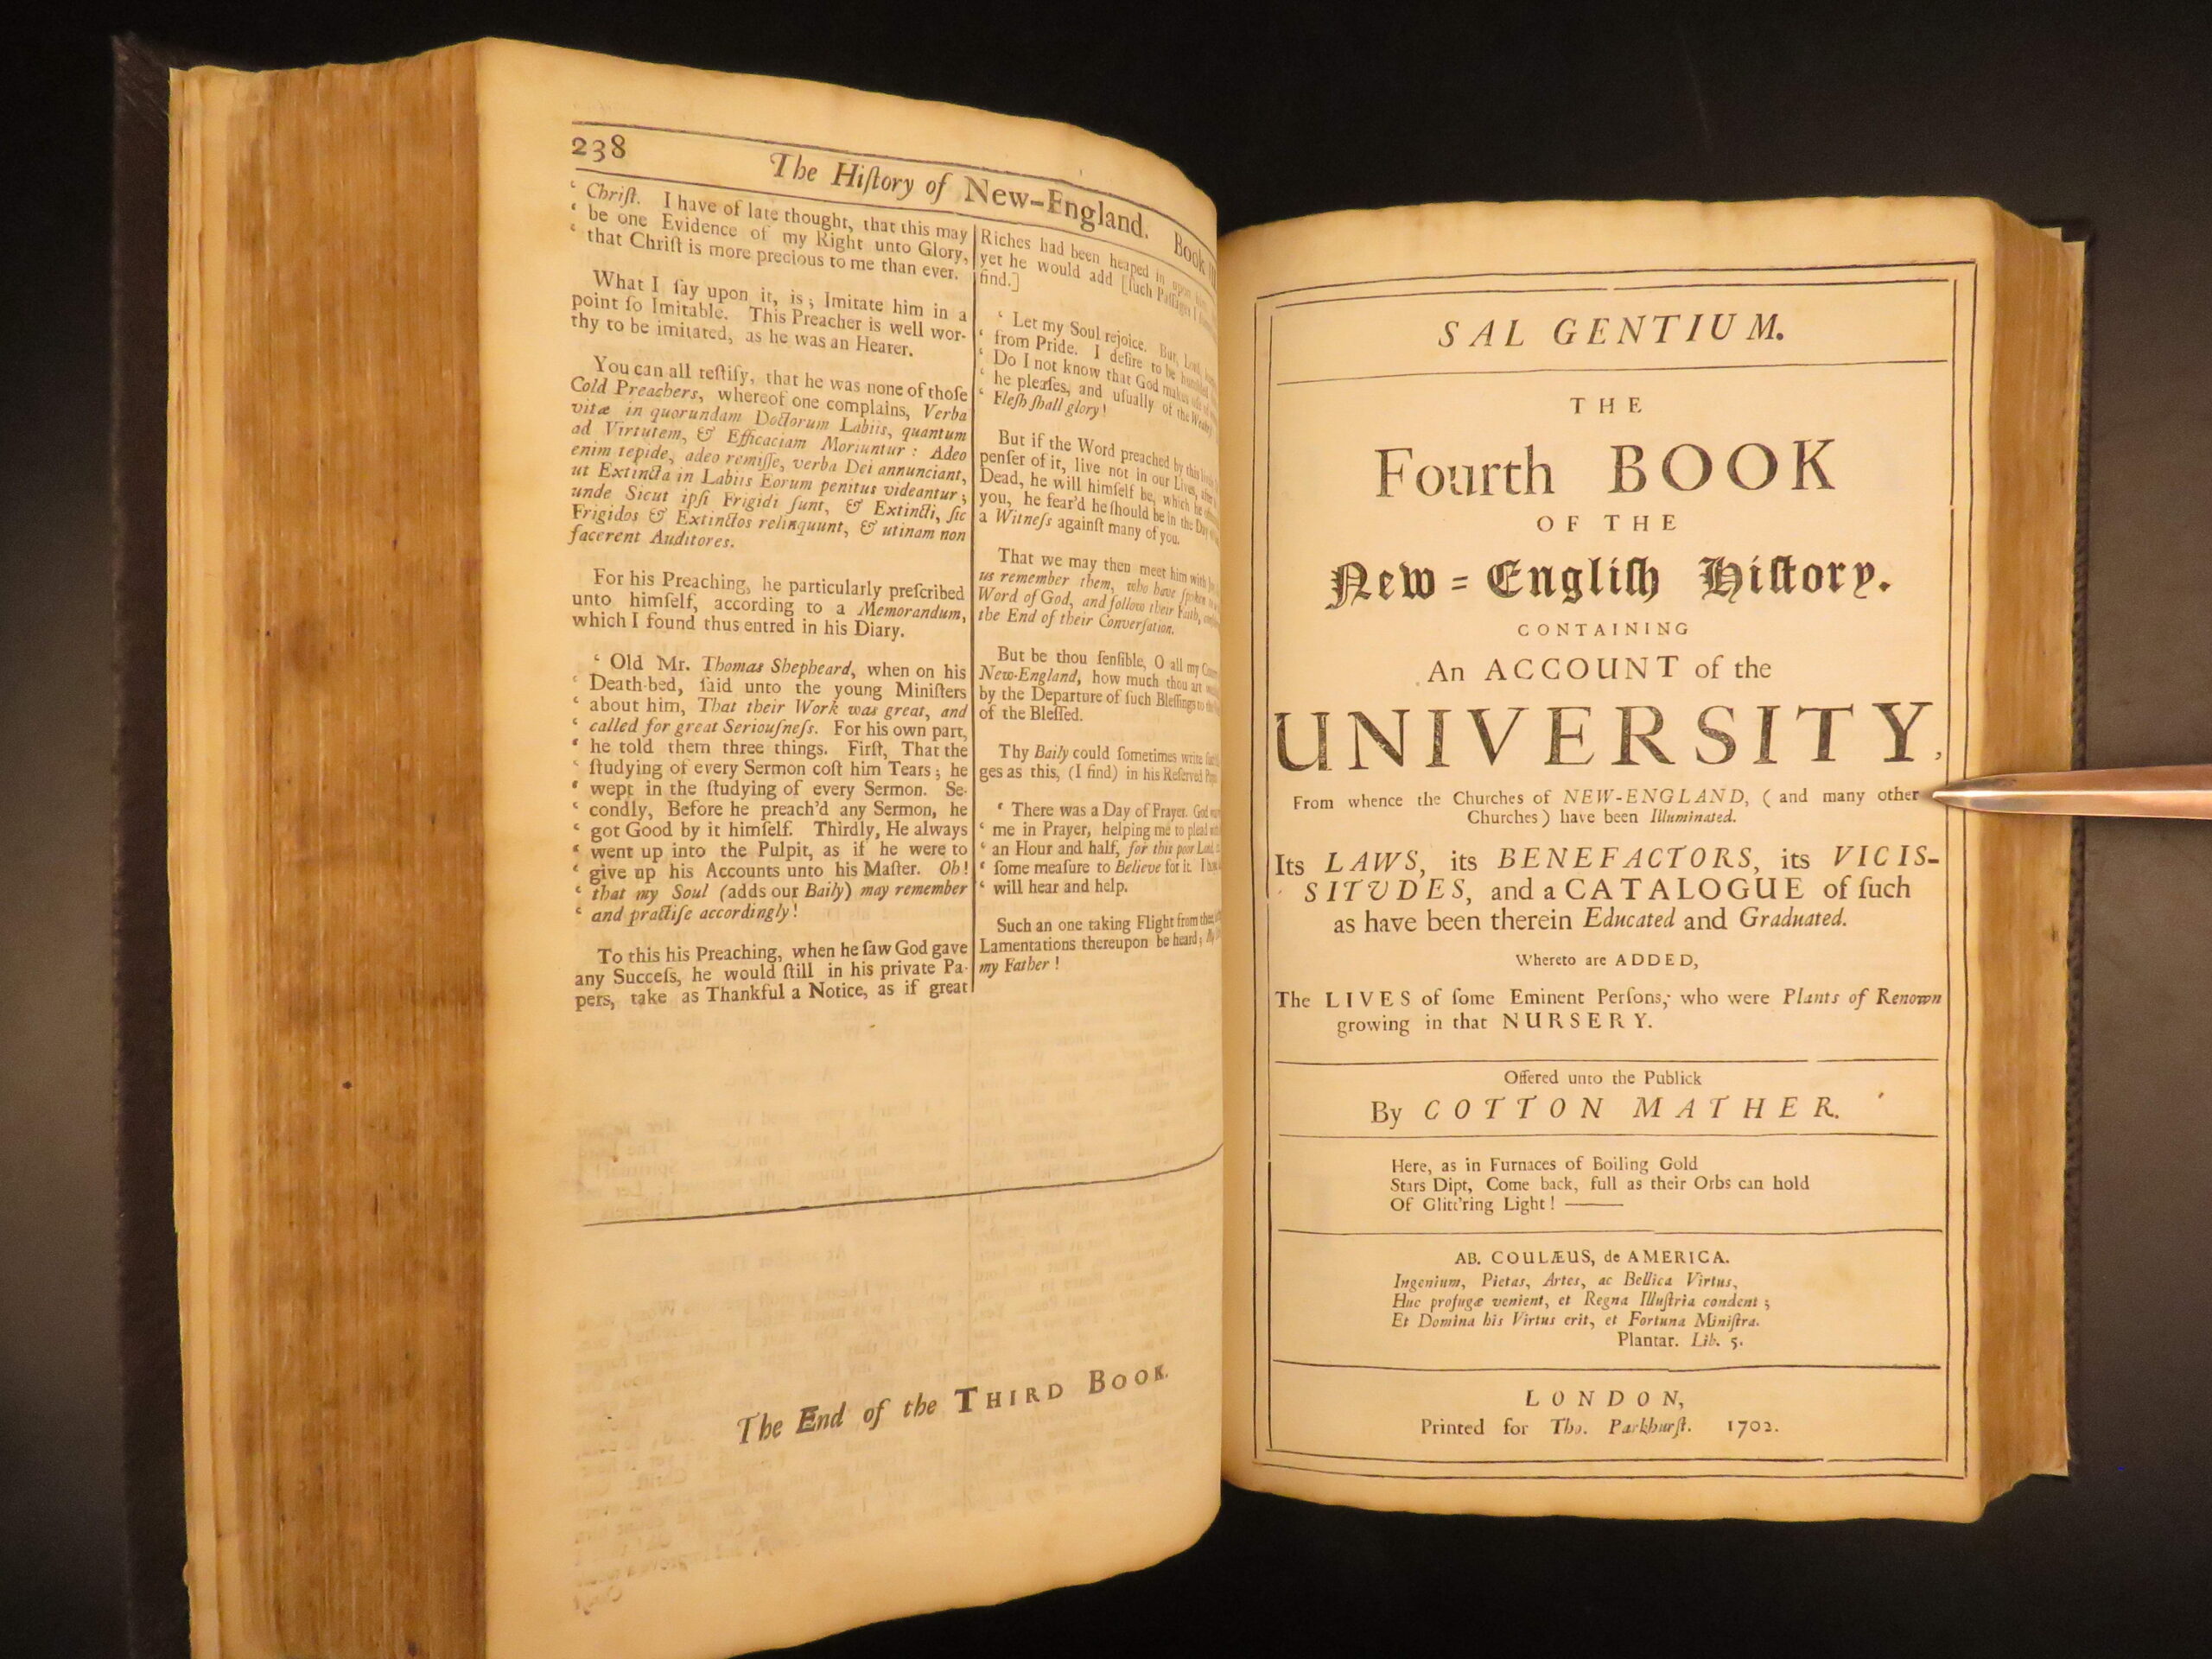 238
The Hiſtory of New-England. Book
‘ Chriſt. I have of late thought, that this may
‘ be one Evidence of my Right unto Glory,
‘ that Chriſt is more precious to me than ever.
What I ſay upon it, is; Imitate him in a
point ſo Imitable. This Preacher is well wor-
thy to be imitated, as he was an Hearer.
You can all teſtify, that he was none of thoſe
Cold Preachers, whereof one complains, Verba
vitæ in quorundam Doctorum Labiis, quantum
ad Virtutem, & Efficaciam Moriuntur : Adeo
enim tepide, adeo remiſſe, verba Dei annunciant,
ut Extincta in Labiis Eorum penitus videantur;
unde Sicut ipſi Frigidi ſunt, & Extincti, ſic
Frigidos & Extinctos relinquunt, & utinam non
facerent Auditores.
For his Preaching, he particularly preſcribed
unto himſelf, according to a Memorandum,
which I found thus entred in his Diary.
‘ Old Mr. Thomas Shepheard, when on his
‘ Death-bed, ſaid unto the young Miniſters
‘ about him, That their Work was great, and
‘ called for great Seriouſneſs. For his own part,
‘ he told them three things. Firſt, That the
‘ ſtudying of every Sermon coſt him Tears; he
‘ wept in the ſtudying of every Sermon. Se-
‘ condly, Before he preach'd any Sermon, he
‘ got Good by it himſelf. Thirdly, He always
‘ went up into the Pulpit, as if he were to
‘ give up his Accounts unto his Maſter. Oh!
‘ that my Soul (adds our Baily) may remember
‘ and practiſe accordingly!
To this his Preaching, when he ſaw God gave
any Succeſs, he would ſtill in his private Pa-
pers, take as Thankful a Notice, as if great
Riches had been heaped in upon him
yet he would add [ſuch Paſſages I
find.]
‘ Let my Soul rejoice. But, Lord,
‘ from Pride. I deſire to be humbled
‘ Do I not know that God makes uſe of
‘ he pleaſes, and uſually of the
‘ Fleſh ſhall glory!
But if the Word preached by this
penſer of it, live not in our Lives, after
Dead, he will himſelf be, which he
you, he fear'd he ſhould be in the Day
a Witneſs againſt many of you.
That we may then meet him with
us remember them, who have ſpoken
Word of God, and follow their Faith,
the End of their Converſation.
But be thou ſenſible, O all my
New-England, how much thou art
by the Departure of ſuch Bleſſings to
of the Bleſſed.
Thy Baily could ſometimes write
ges as this, (I find) in his Reſerved
‘ There was a Day of Prayer. God
‘ me in Prayer, helping me to plead
‘ an Hour and half, for this poor Land
‘ ſome meaſure to Believe for it. I
‘ will hear and help.
Such an one taking Flight from thee
Lamentations thereupon be heard;
my Father!
The End of the THIRD BOOK.
SAL GENTIUM.
THE
Fourth BOOK
OF THE
New-Engliſh Hiſtory.
CONTAINING
An ACCOUNT of the
UNIVERSITY,
From whence the Churches of NEW-ENGLAND, (and many other
Churches) have been Illuminated.
Its LAWS, its BENEFACTORS, its VICIS-
SITUDES, and a CATALOGUE of ſuch
as have been therein Educated and Graduated.
Whereto are ADDED,
The LIVES of ſome Eminent Perſons, who were Plants of Renown
growing in that NURSERY.
Offered unto the Publick
By COTTON MATHER.
Here, as in Furnaces of Boiling Gold
Stars Dipt, Come back, full as their Orbs can hold
Of Glitt'ring Light! ——
AB. COULÆUS, de AMERICA.
Ingenium, Pietas, Artes, ac Bellica Virtus,
Huc profugæ venient, et Regna Illuſtria condent;
Et Domina his Virtus erit, et Fortuna Miniſtra.
Plantar. Lib. 5.
LONDON,
Printed for Tho. Parkhurſt. 1702.